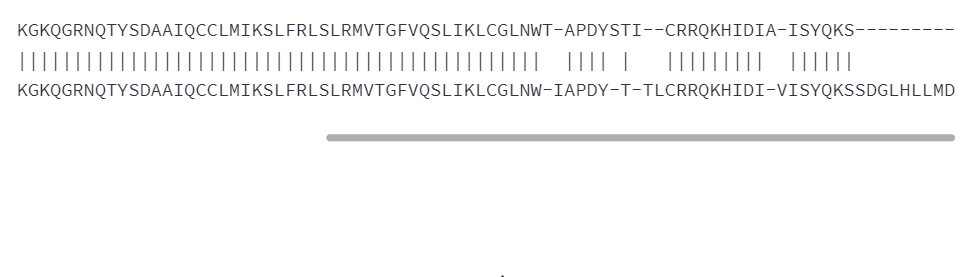 KGKQGRNQTYSDAAIQCCLMIKSLFRLSLRMVTGFVQSLIKLCGLNWT-APDYSTI--CRRQKHIDIA-ISYQKS---------
||||||||||||||||||||||||||||||||||||||||||||||| |||| | ||||||||| ||||||
KGKQGRNQTYSDAAIQCCLMIKSLFRLSLRMVTGFVQSLIKLCGLNW-IAPDY-T-TLCRRQKHIDI-VISYQKSSDGLHLLMD